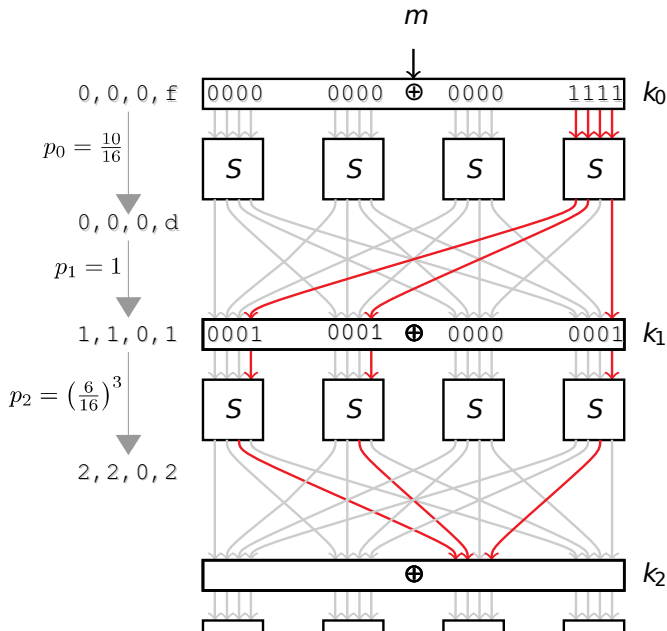 m
0,0,0,f 0000 0000 ⊕ 0000 1111 k₀
p₀ = 10/16
S S S S
0,0,0,d
p₁ = 1
1,1,0,1 0001 0001 ⊕ 0000 0001 k₁
p₂ = (6/16)³
S S S S
2,2,0,2
⊕ k₂